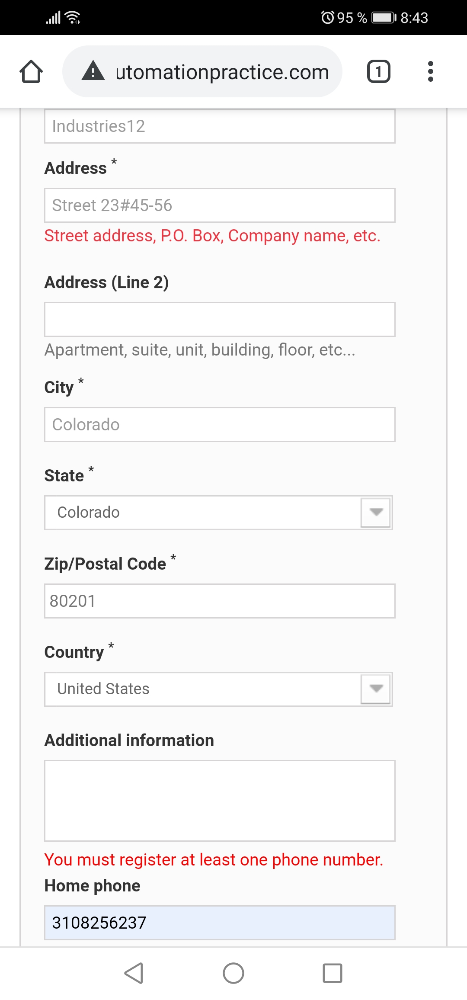 95 % 8:43
utomationpractice.com
1
Industries12
Address *
Street 23#45-56
Street address, P.O. Box, Company name, etc.
Address (Line 2)
Apartment, suite, unit, building, floor, etc...
City *
Colorado
State *
Colorado
Zip/Postal Code *
80201
Country *
United States
Additional information
You must register at least one phone number.
Home phone
3108256237